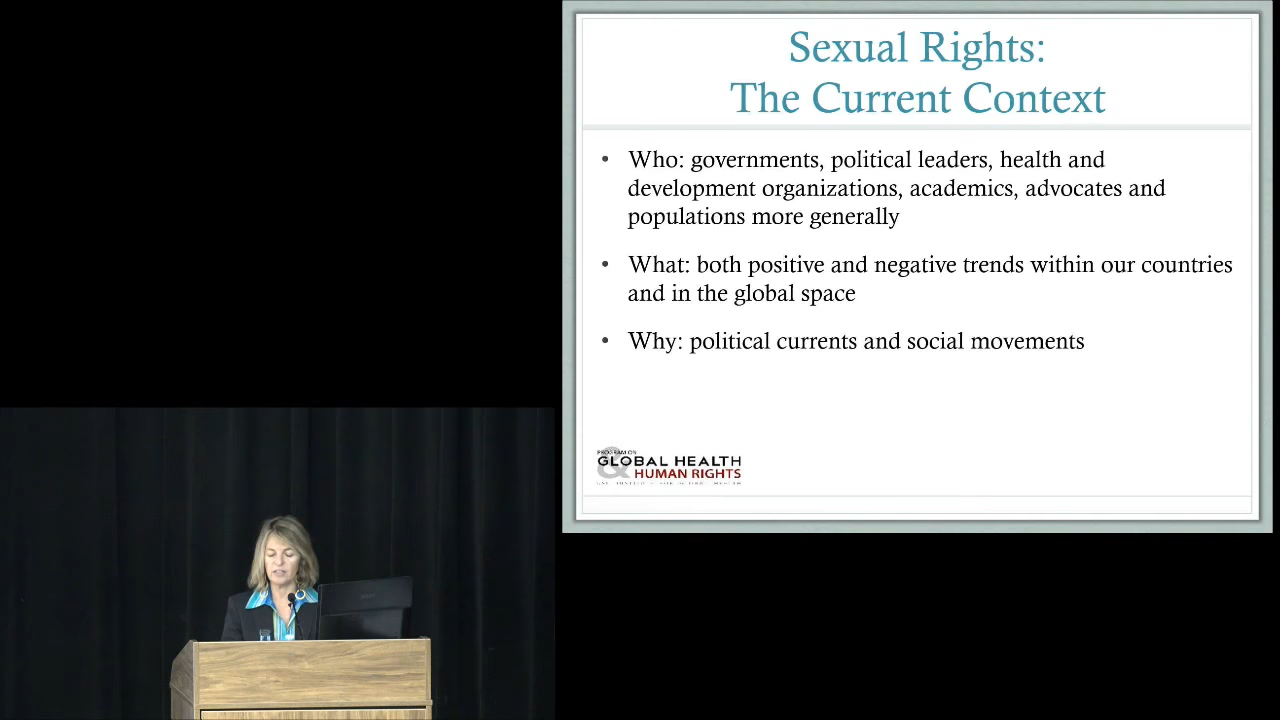 Sexual Rights:
The Current Context
• Who: governments, political leaders, health and
development organizations, academics, advocates and
populations more generally
• What: both positive and negative trends within our countries
and in the global space
• Why: political currents and social movements
PROGRAM ON
&
GLOBAL HEALTH
HUMAN RIGHTS